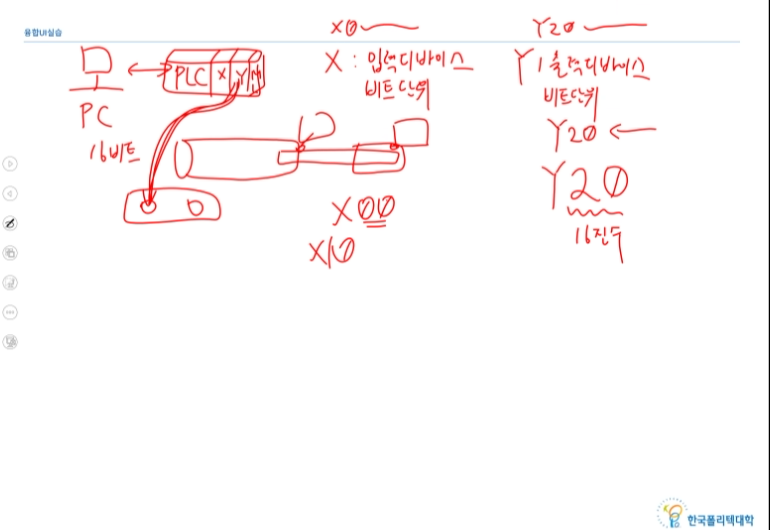 융합UI실습
X0
Y20
X : 입력디바이스
비트단위
Y : 출력디바이스
비트단위
PLC X Y M
PC
16비트
Y20 ←
X00
X10
Y20
16진수
한국폴리텍대학